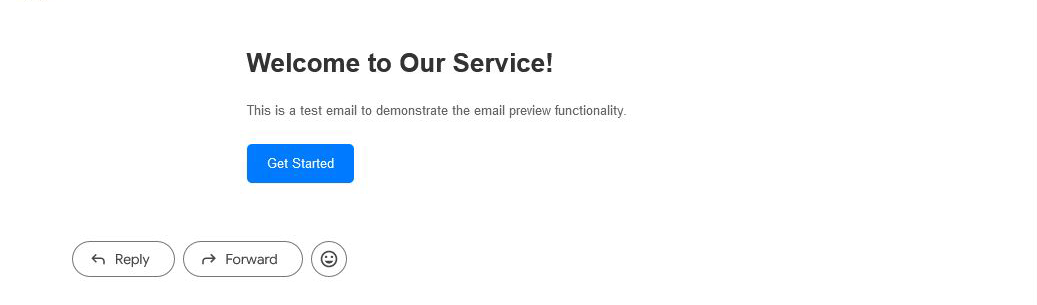 Welcome to Our Service!
This is a test email to demonstrate the email preview functionality.
Get Started
Reply Forward